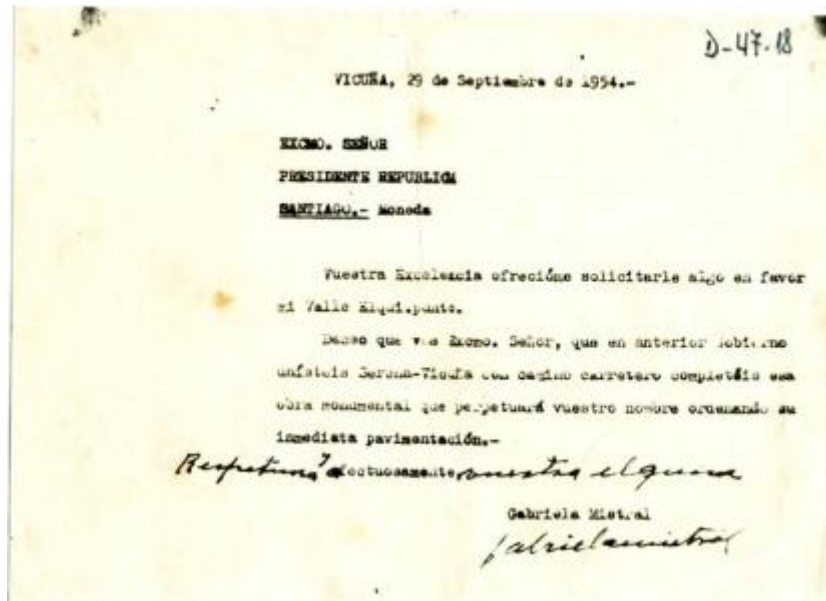 D-47-18
VICUÑA, 29 de Septiembre de 1954.-
EXCMO. SEÑOR
PRESIDENTE REPUBLICA
SANTIAGO.- Moneda
Vuestra Excelencia ofrecióme solicitarle algo en favor
mi Valle Elqui.punto.
Deseo que vos Excmo. Señor, que en anterior Gobierno
unísteis Serena-Vicuña con camino carretero completéis esa
obra monumental que perpetuará vuestro nombre ordenando su
inmediata pavimentación.-
y afectuosamente vuestra elquina
Gabriela Mistral
Gabriela Mistral